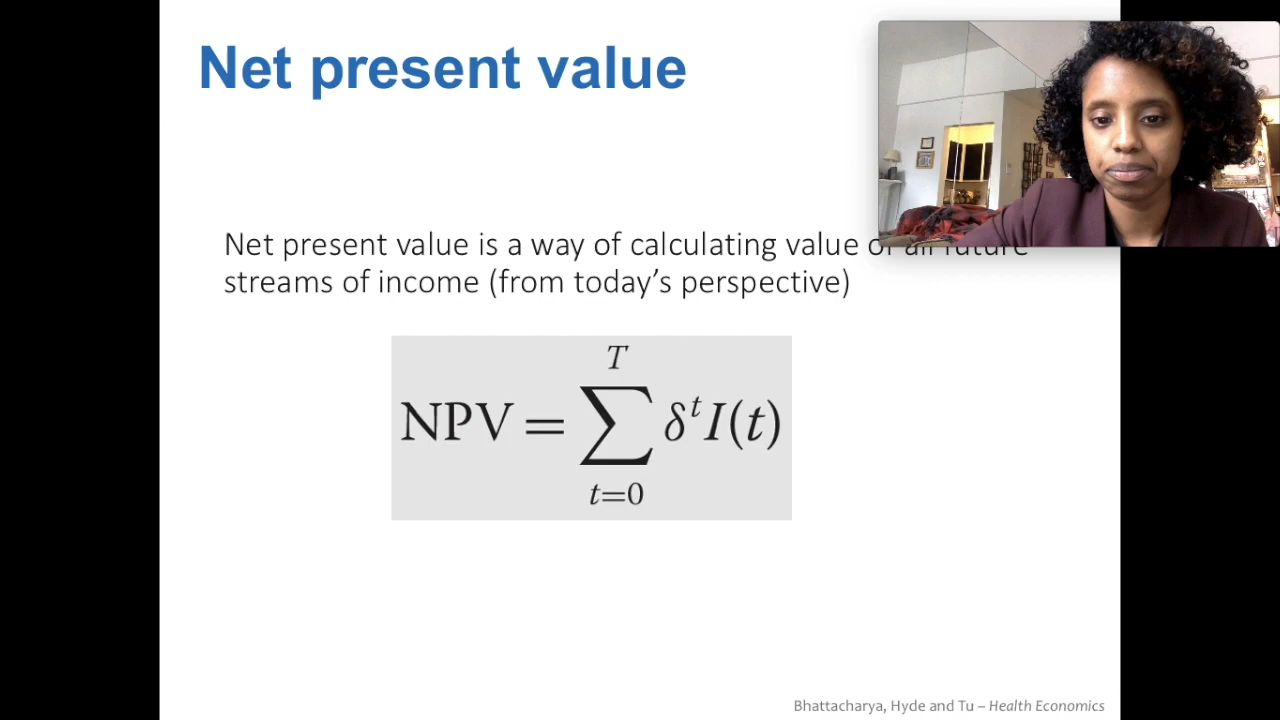 Net present value
Net present value is a way of calculating value of all future
streams of income (from today’s perspective)
T
NPV = ∑ δᵗI(t)
t=0
Bhattacharya, Hyde and Tu – Health Economics